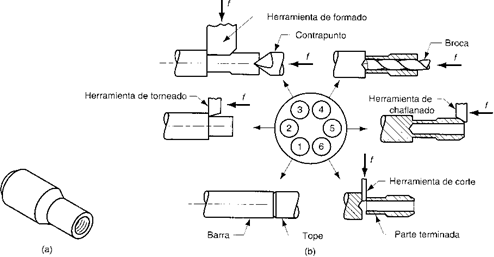 f
Herramienta de formado
Contrapunto
f
Broca
f
Herramienta de torneado
f
3
4
2
5
1
6
Herramienta de
chaflanado
f
f
Herramienta de corte
Barra
Tope
Parte terminada
(a)
(b)